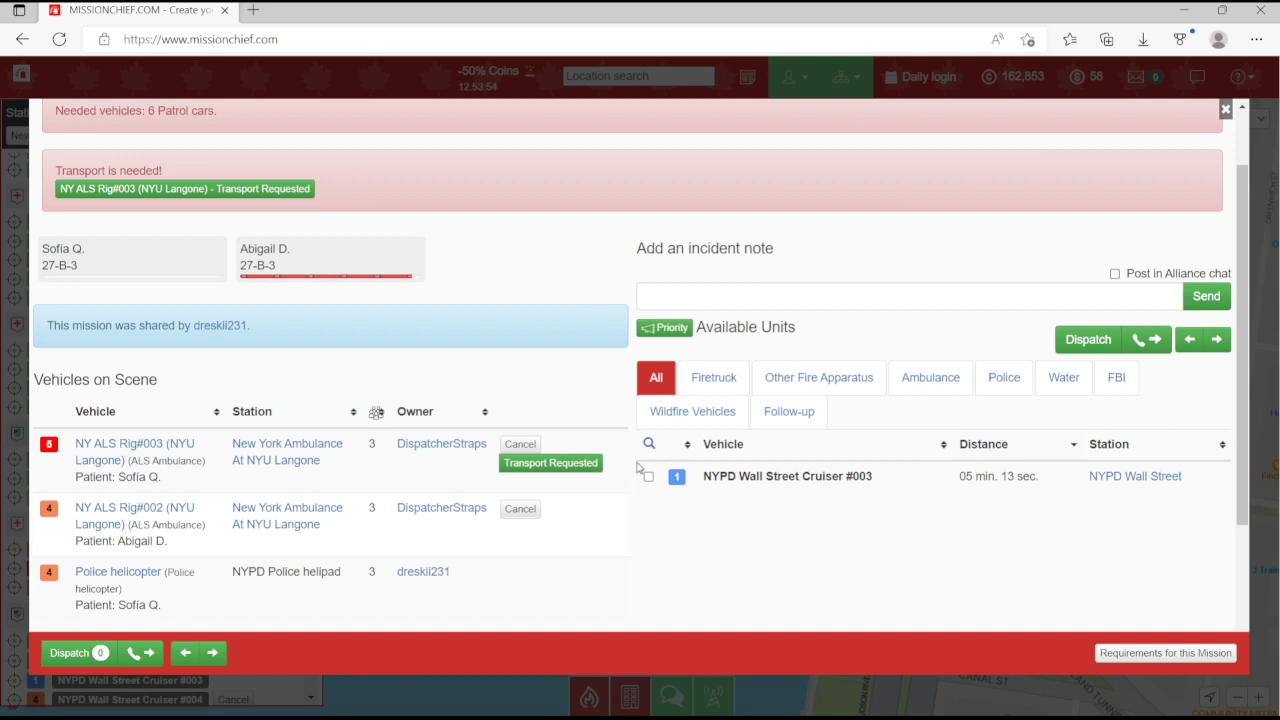 MISSIONCHIEF.COM - Create yo
https://www.missionchief.com
-50% Coins
12:53:54
Location search
Daily login
162,853
58
0
Needed vehicles: 6 Patrol cars.
Transport is needed!
NY ALS Rig#003 (NYU Langone) - Transport Requested
Sofía Q.
27-B-3
Abigail D.
27-B-3
Add an incident note
Post in Alliance chat
Send
This mission was shared by dreskii231.
Priority Available Units
Dispatch
All Firetruck Other Fire Apparatus Ambulance Police Water FBI
Wildfire Vehicles Follow-up
Vehicles on Scene
Vehicle Station Owner
Vehicle Distance Station
5 NY ALS Rig#003 (NYU New York Ambulance 3 DispatcherStraps Cancel
Langone) (ALS Ambulance) At NYU Langone Transport Requested
Patient: Sofía Q.
1 NYPD Wall Street Cruiser #003 05 min. 13 sec. NYPD Wall Street
4 NY ALS Rig#002 (NYU New York Ambulance 3 DispatcherStraps Cancel
Langone) (ALS Ambulance) At NYU Langone
Patient: Abigail D.
4 Police helicopter (Police NYPD Police helipad 3 dreskii231
helicopter)
Patient: Sofía Q.
Dispatch 0
Requirements for this Mission
1 NYPD Wall Street Cruiser #003
4 NYPD Wall Street Cruiser #004 Cancel
CANAL ST